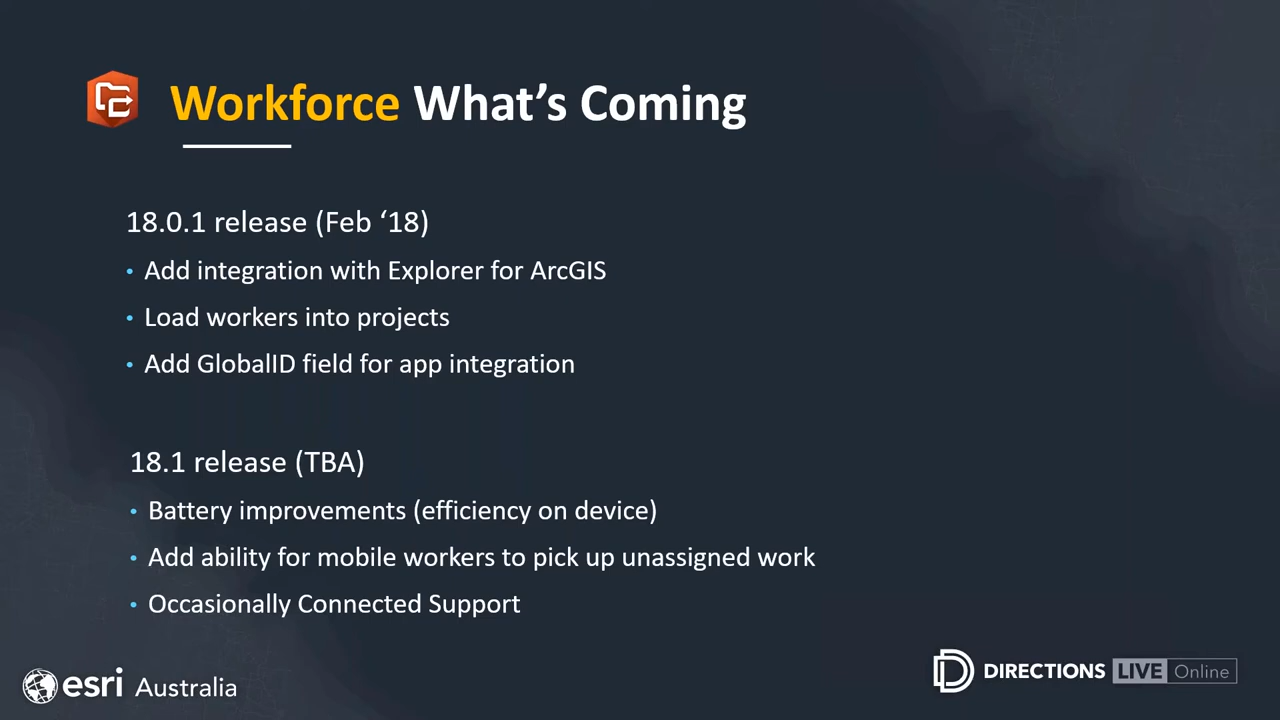 Workforce What's Coming
18.0.1 release (Feb ‘18)
• Add integration with Explorer for ArcGIS
• Load workers into projects
• Add GlobalID field for app integration
18.1 release (TBA)
• Battery improvements (efficiency on device)
• Add ability for mobile workers to pick up unassigned work
• Occasionally Connected Support
esri Australia
DIRECTIONS LIVE Online